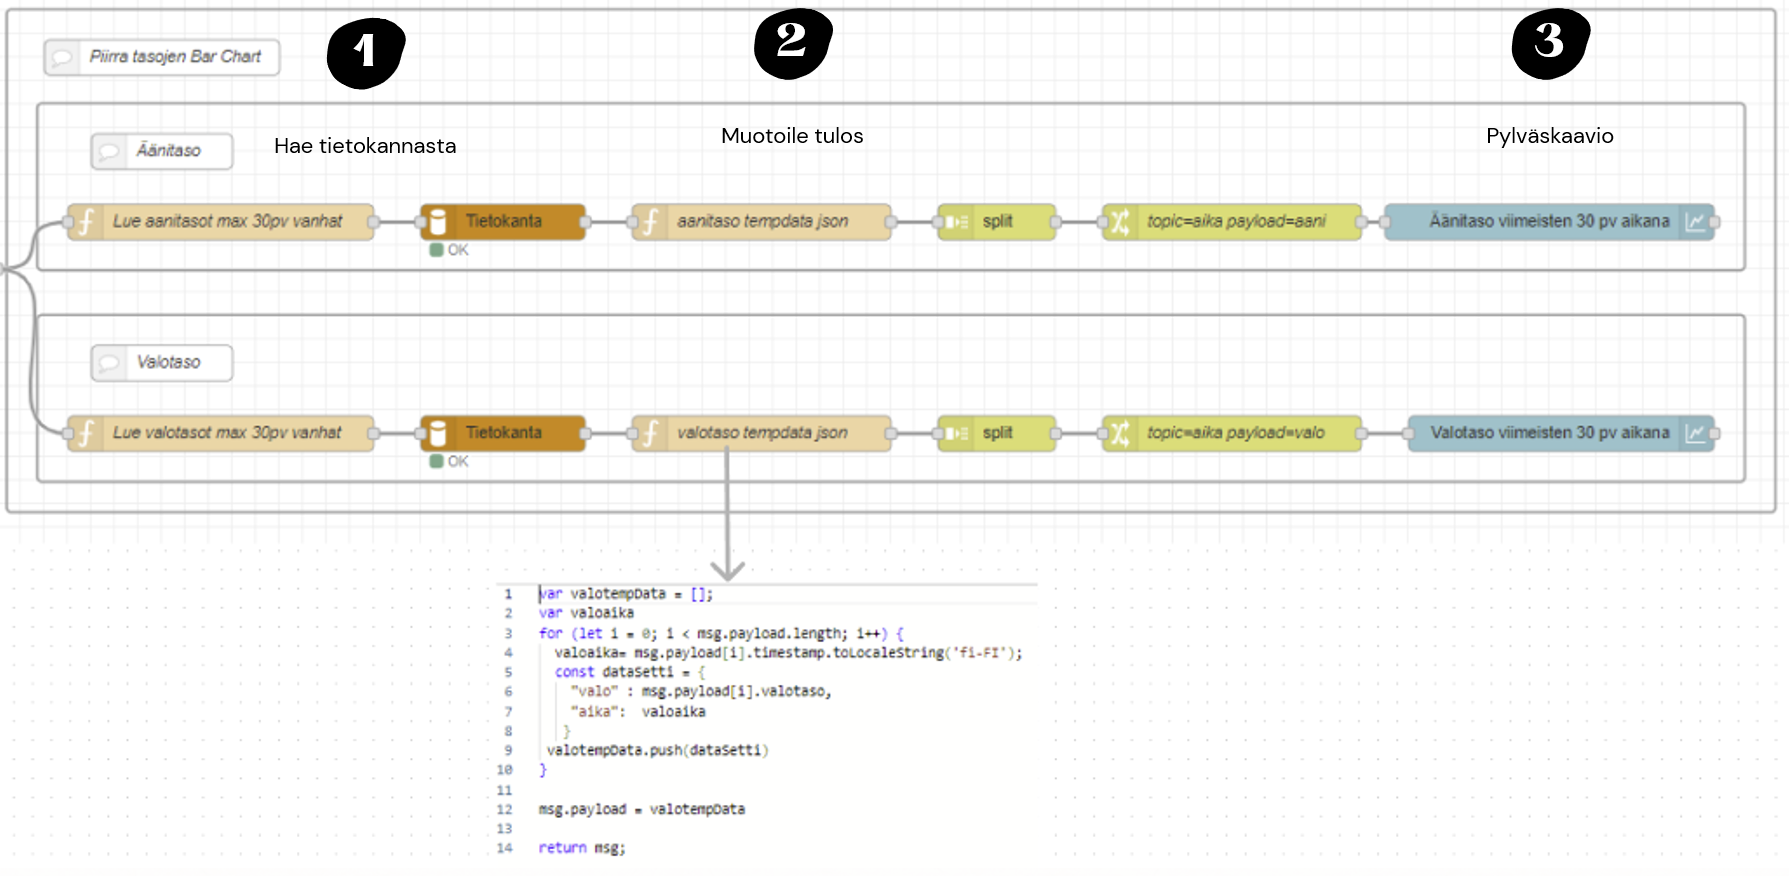 1
2
3
Piirra tasojen Bar Chart
Hae tietokannasta
Muotoile tulos
Pylväskaavio
Äänitaso
Lue aanitasot max 30pv vanhat
Tietokanta
OK
aanitaso tempdata json
split
topic=aika payload=aani
Äänitaso viimeisten 30 pv aikana
Valotaso
Lue valotasot max 30pv vanhat
Tietokanta
OK
valotaso tempdata json
split
topic=aika payload=valo
Valotaso viimeisten 30 pv aikana
1 var valotempData = [];
2 var valoaika
3 for (let i = 0; i < msg.payload.length; i++) {
4 valoaika= msg.payload[i].timestamp.toLocaleString('fi-FI');
5 const dataSetti = {
6 "valo" : msg.payload[i].valotaso,
7 "aika": valoaika
8 }
9 valotempData.push(dataSetti)
10 }
11
12 msg.payload = valotempData
13
14 return msg;